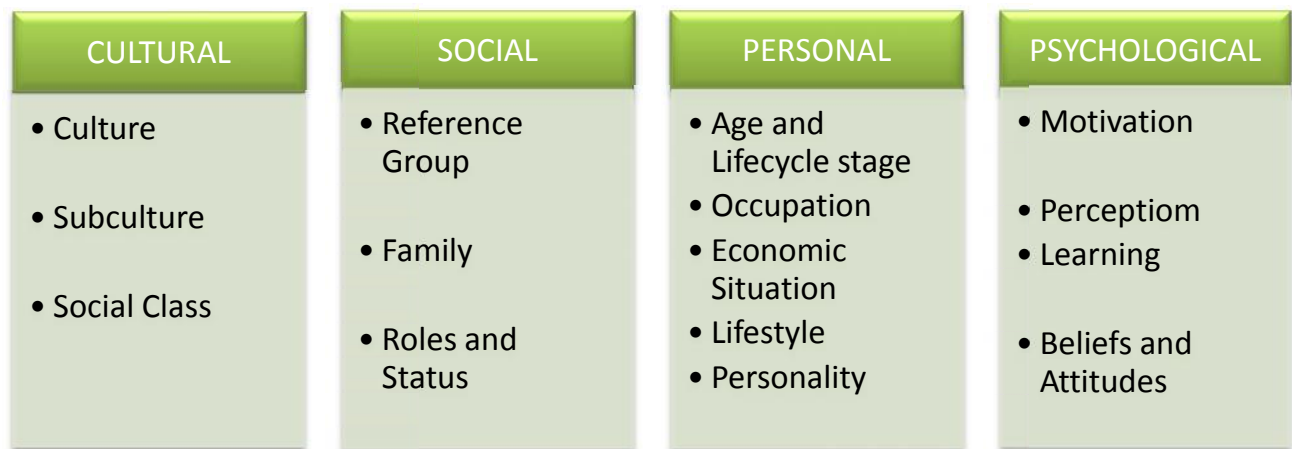 CULTURAL
• Culture
• Subculture
• Social Class
SOCIAL
• Reference
Group
• Family
• Roles and
Status
PERSONAL
• Age and
Lifecycle stage
• Occupation
• Economic
Situation
• Lifestyle
• Personality
PSYCHOLOGICAL
• Motivation
• Perceptiom
• Learning
• Beliefs and
Attitudes